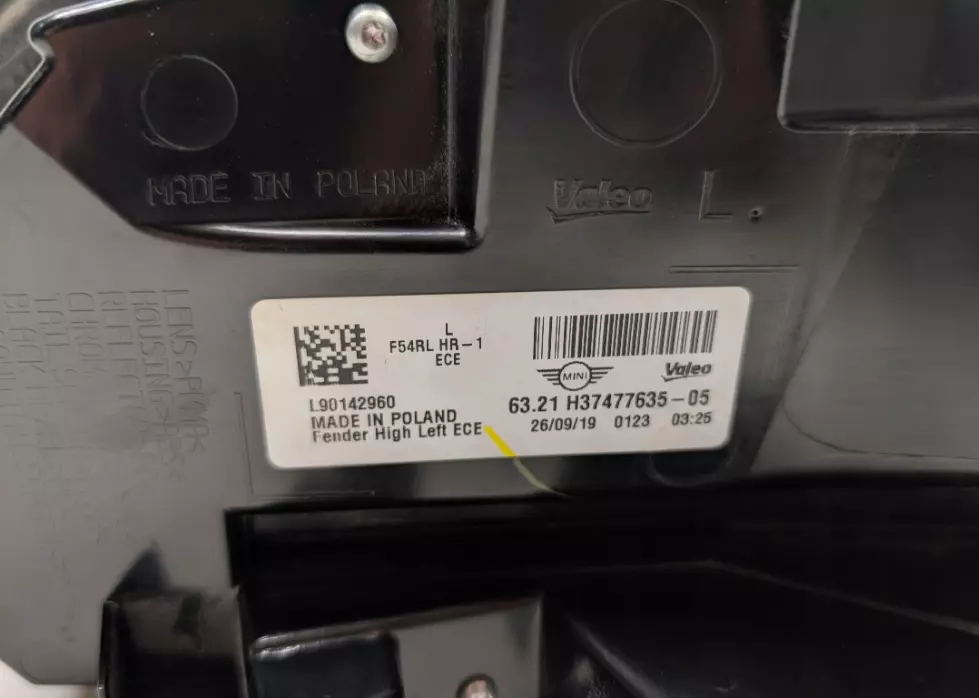 MADE IN POLAND
Valeo L.
L
F54RL HR-1
ECE
MINI
Valeo
L90142960
MADE IN POLAND
Fender High Left ECE
63.21 H37477635-05
26/09/19 0123 03:25